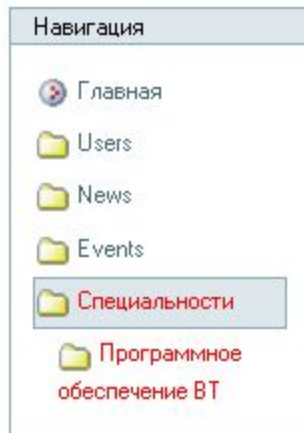 Навигация
Главная
Users
News
Events
Специальности
Программное
обеспечение ВТ